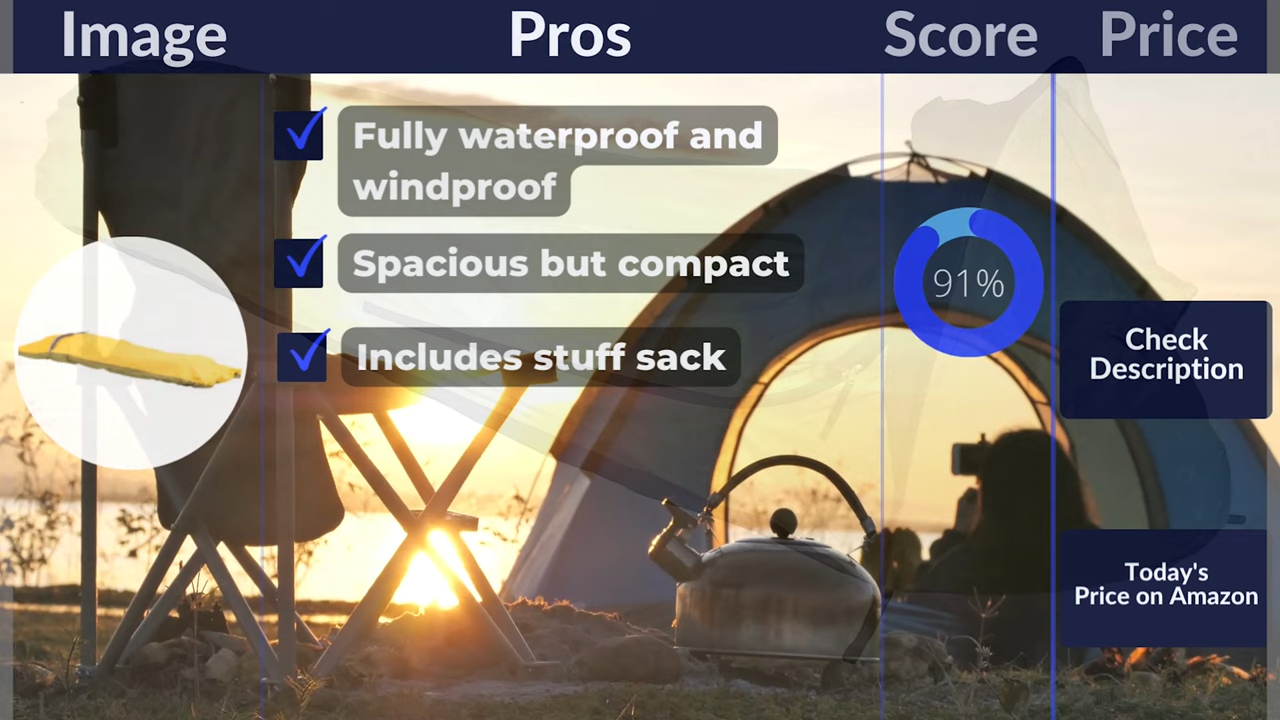 Image
Pros
Score
Price
Fully waterproof and
windproof
Spacious but compact
Includes stuff sack
91%
Check
Description
Today's
Price on Amazon